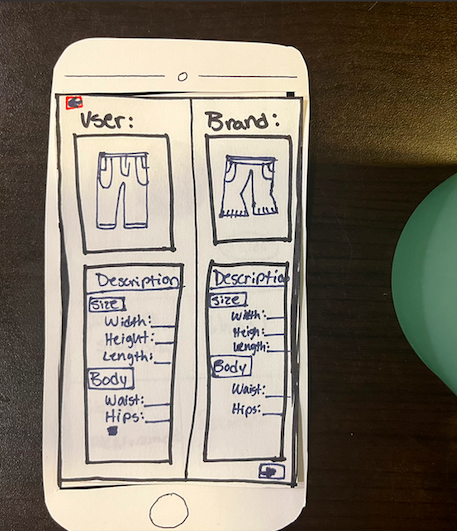 User:
Description
Size
Width:
Height:
Length:
Body
Waist:
Hips:
Brand:
Description
Size
Width:
Heigh:
Length:
Body
Waist:
Hips: